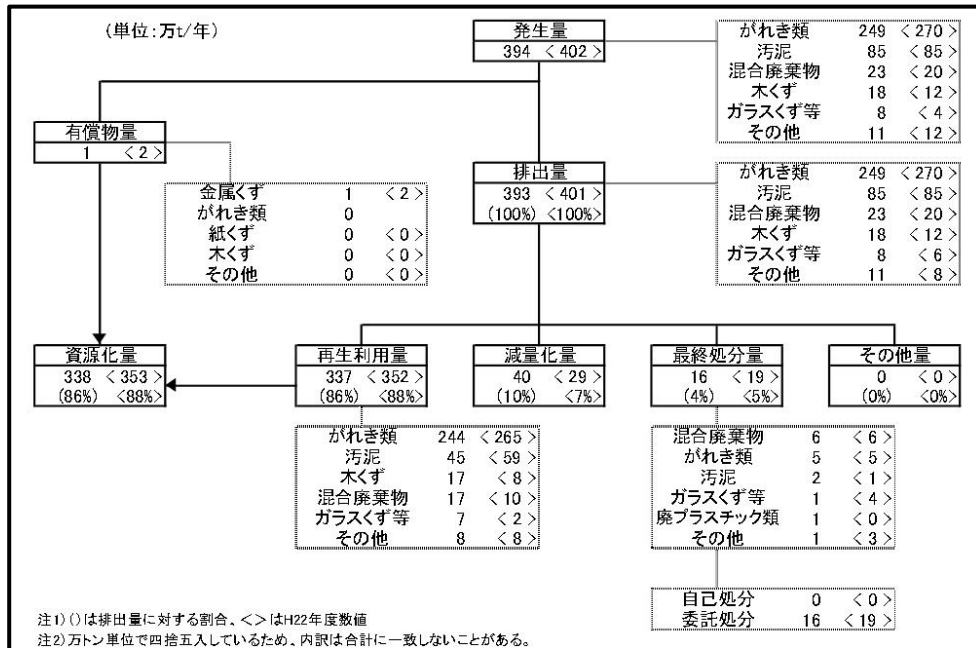 (単位:万t/年)
発生量
394 <402>
がれき類 249 <270>
汚泥 85 <85>
混合廃棄物 23 <20>
木くず 18 <12>
ガラスくず等 8 <4>
その他 11 <12>
有償物量
1 <2>
金属くず 1 <2>
がれき類 0
紙くず 0 <0>
木くず 0 <0>
その他 0 <0>
排出量
393 <401>
(100%) <100%>
がれき類 249 <270>
汚泥 85 <85>
混合廃棄物 23 <20>
木くず 18 <12>
ガラスくず等 8 <6>
その他 11 <8>
資源化量
338 <353>
(86%) <88%>
再生利用量
337 <352>
(86%) <88%>
減量化量
40 <29>
(10%) <7%>
最終処分量
16 <19>
(4%) <5%>
その他量
0 <0>
(0%) <0%>
がれき類 244 <265>
汚泥 45 <59>
木くず 17 <8>
混合廃棄物 17 <10>
ガラスくず等 7 <2>
その他 8 <8>
混合廃棄物 6 <6>
がれき類 5 <5>
汚泥 2 <1>
ガラスくず等 1 <4>
廃プラスチック類 1 <0>
その他 1 <3>
自己処分 0 <0>
委託処分 16 <19>
注1)()は排出量に対する割合、<>はH22年度数値
注2)万トン単位で四捨五入しているため、内訳は合計に一致しないことがある。